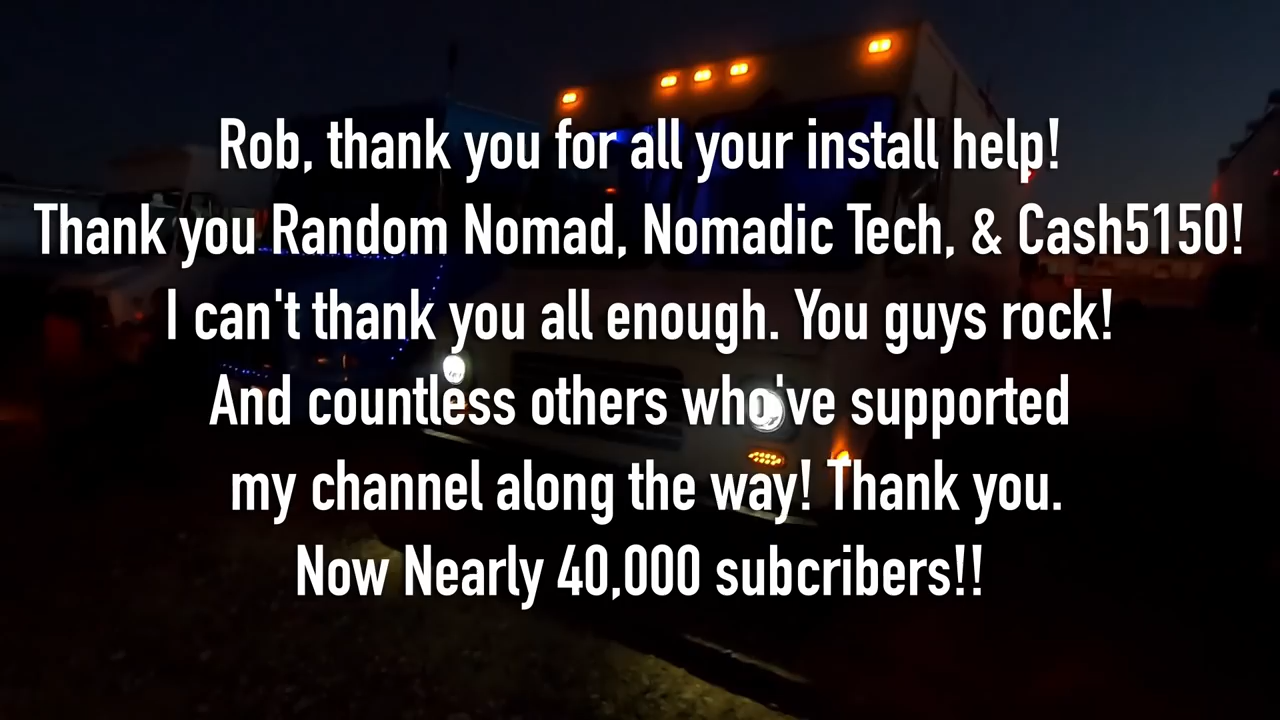 Rob, thank you for all your install help!
Thank you Random Nomad, Nomadic Tech, & Cash5150!
I can't thank you all enough. You guys rock!
And countless others who've supported
my channel along the way! Thank you.
Now Nearly 40,000 subcribers!!